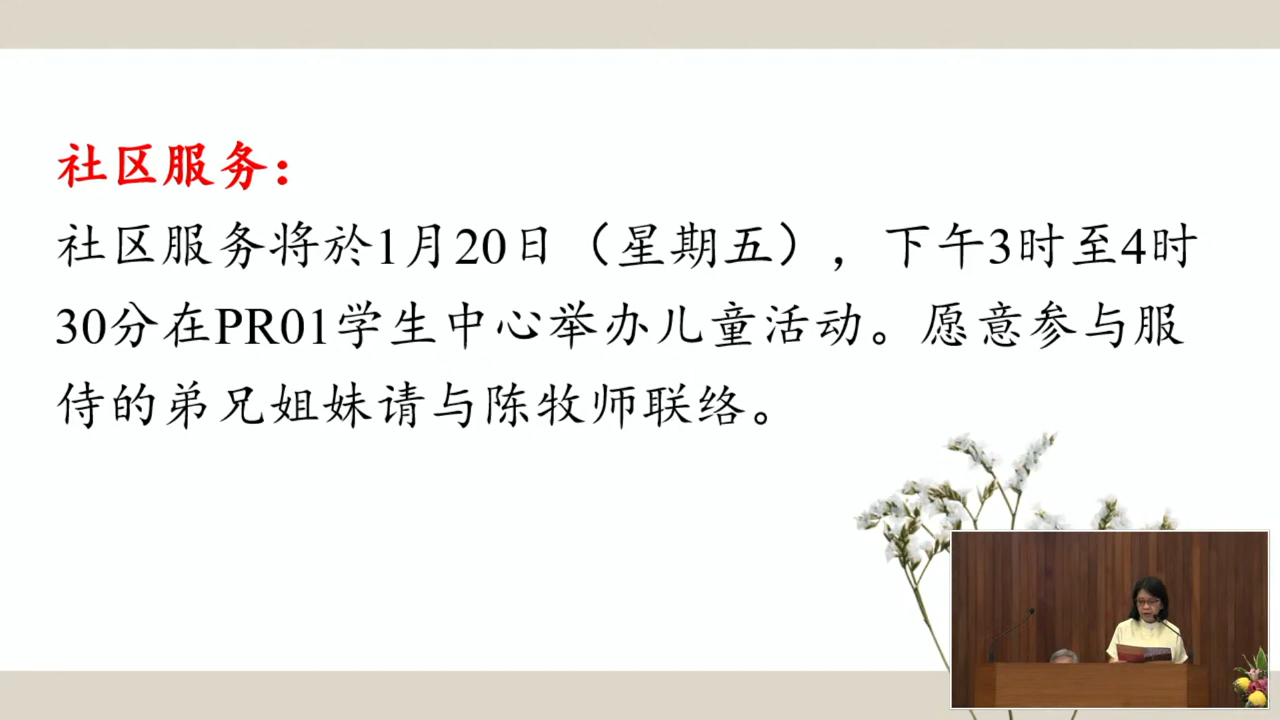 社区服务：
社区服务将於1月20日（星期五），下午3时至4时
30分在PR01学生中心举办儿童活动。愿意参与服
侍的弟兄姐妹请与陈牧师联络。